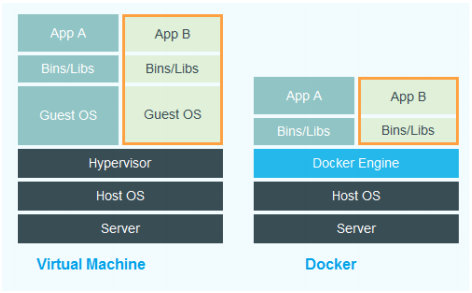 App A
App B
Bins/Libs
Bins/Libs
Guest OS
Guest OS
Hypervisor
Host OS
Server
Virtual Machine
App A
App B
Bins/Libs
Bins/Libs
Docker Engine
Host OS
Server
Docker